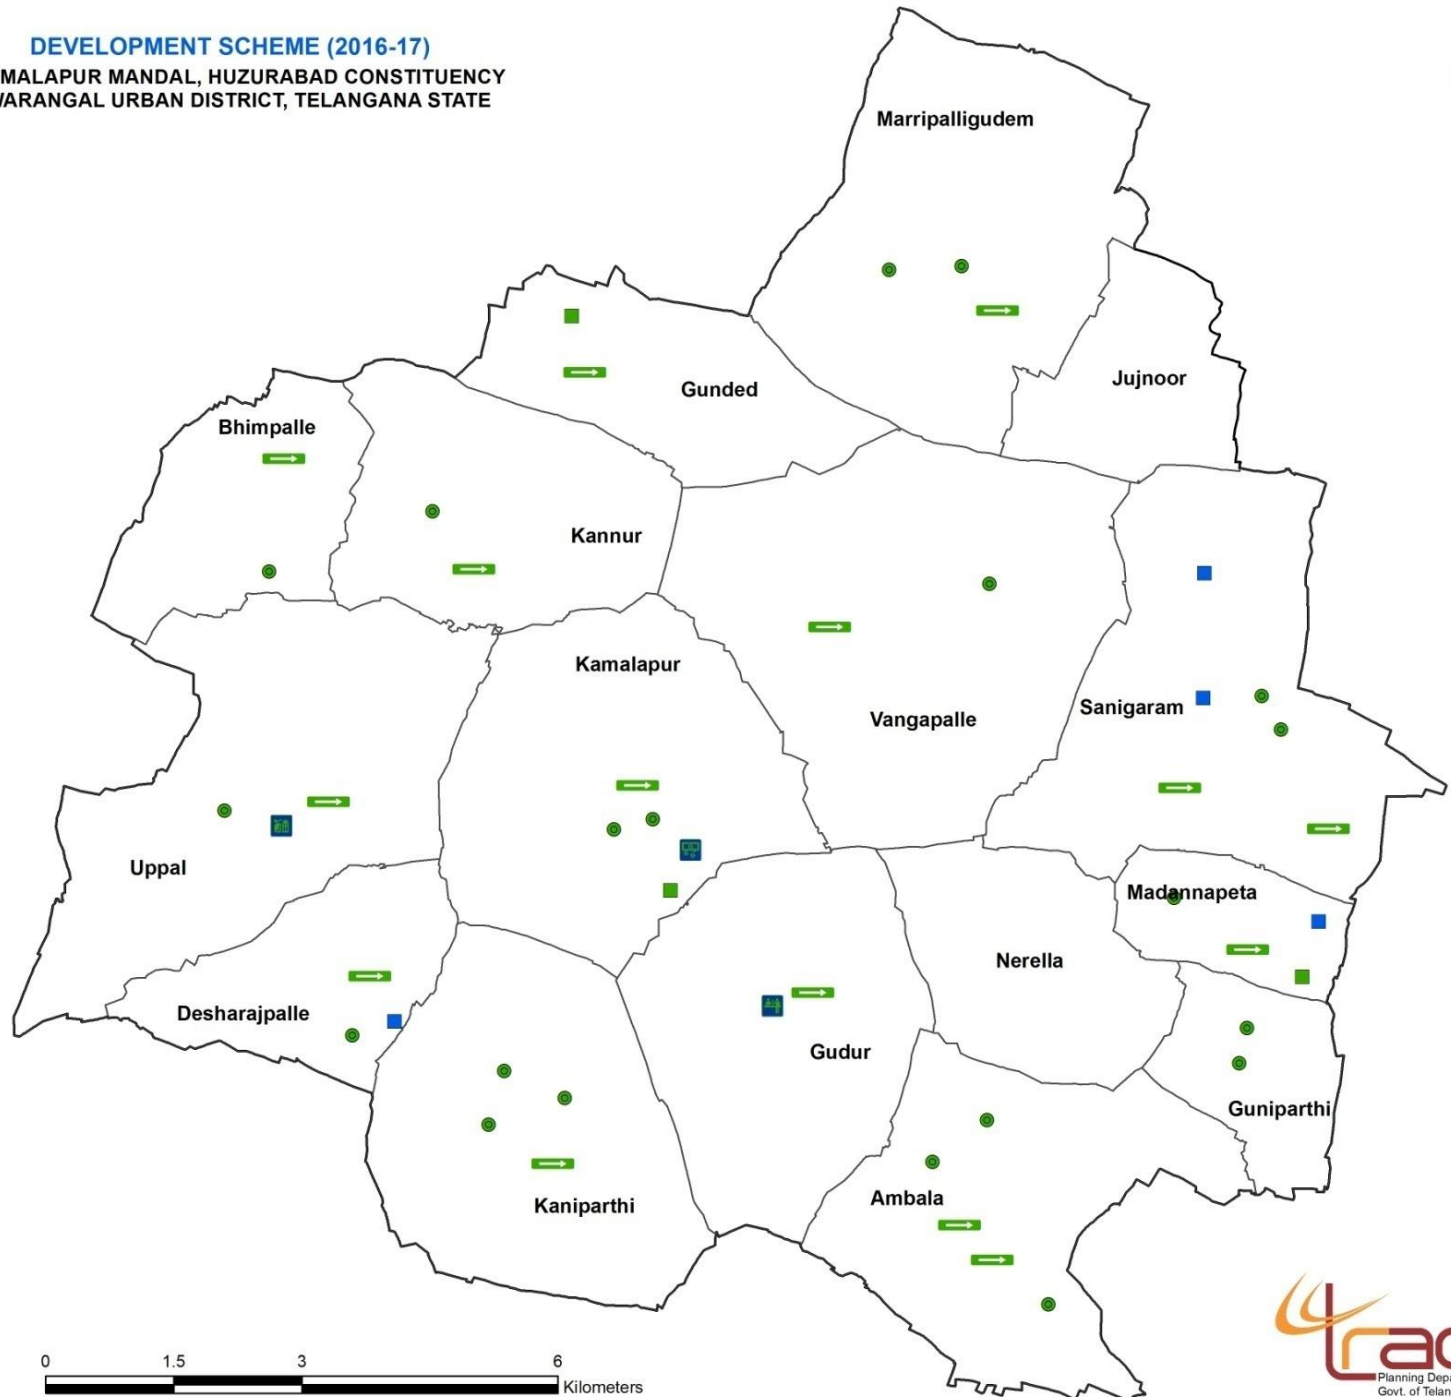 DEVELOPMENT SCHEME (2016-17)
MALAPUR MANDAL, HUZURABAD CONSTITUENCY
WARANGAL URBAN DISTRICT, TELANGANA STATE
Marripalligudem
Jujnoor
Gunded
Bhimpalle
Kannur
Kamalapur
Sanigaram
Vangapalle
Uppal
Madannapeta
Nerella
Desharajpalle
Gudur
Guniparthi
Ambala
Kaniparthi
0 1.5 3 6
Kilometers
trac
Planning Dep
Govt. of Telan